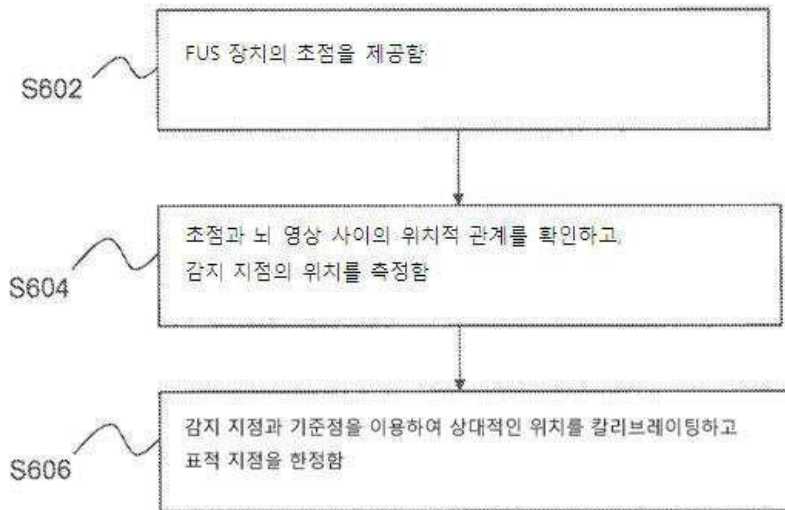 S602
FUS 장치의 초점을 제공함
S604
초점과 뇌 영상 사이의 위치적 관계를 확인하고,
감지 지점의 위치를 측정함
S606
감지 지점과 기준점을 이용하여 상대적인 위치를 칼리브레이팅하고
표적 지점을 한정함